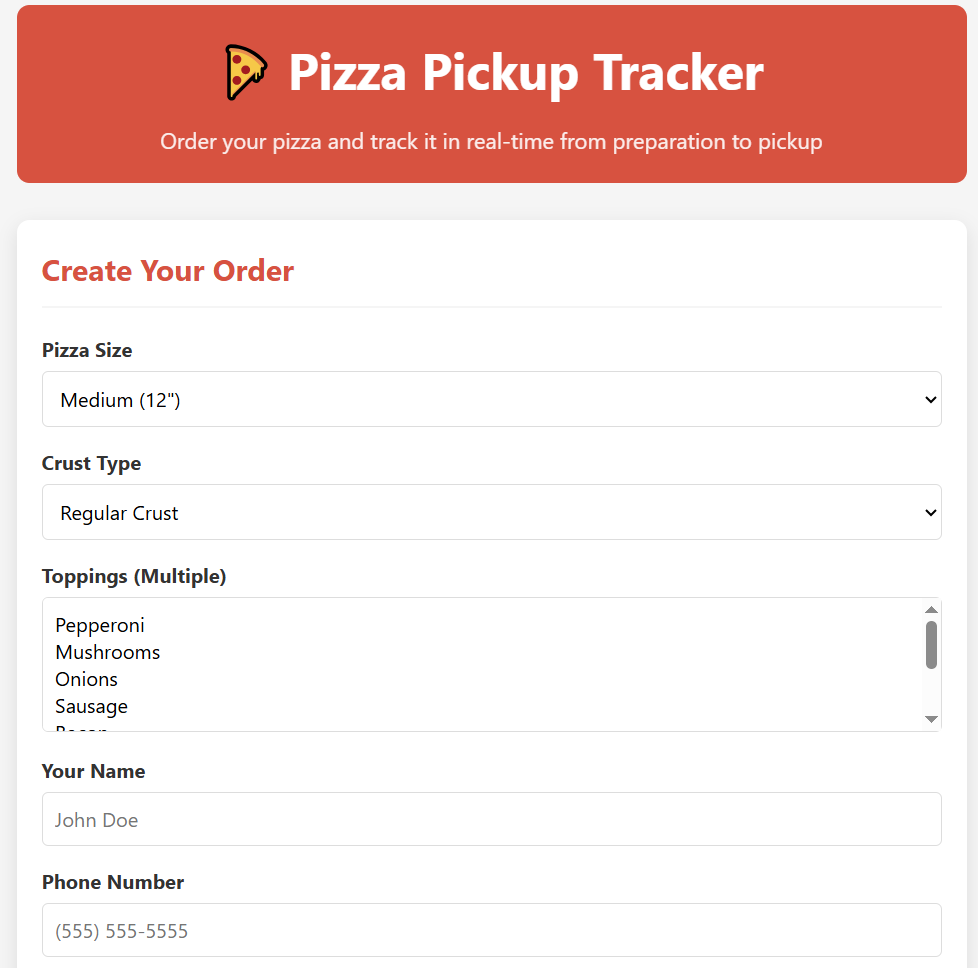 Pizza Pickup Tracker
Order your pizza and track it in real-time from preparation to pickup
Create Your Order
Pizza Size
Medium (12")
Crust Type
Regular Crust
Toppings (Multiple)
Pepperoni
Mushrooms
Onions
Sausage
Bacon
Your Name
John Doe
Phone Number
(555) 555-5555